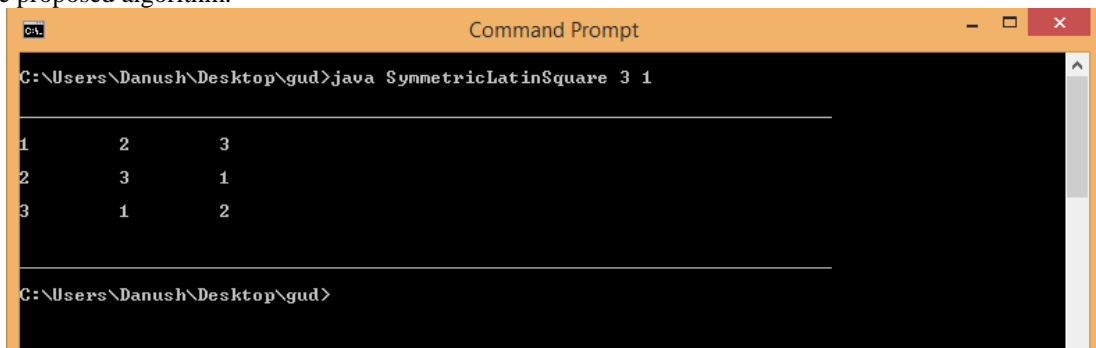 e proposed algorithm.
Command Prompt
C:\Users\Danush\Desktop\gud>java SymmetricLatinSquare 3 1
1 2 3
2 3 1
3 1 2
C:\Users\Danush\Desktop\gud>